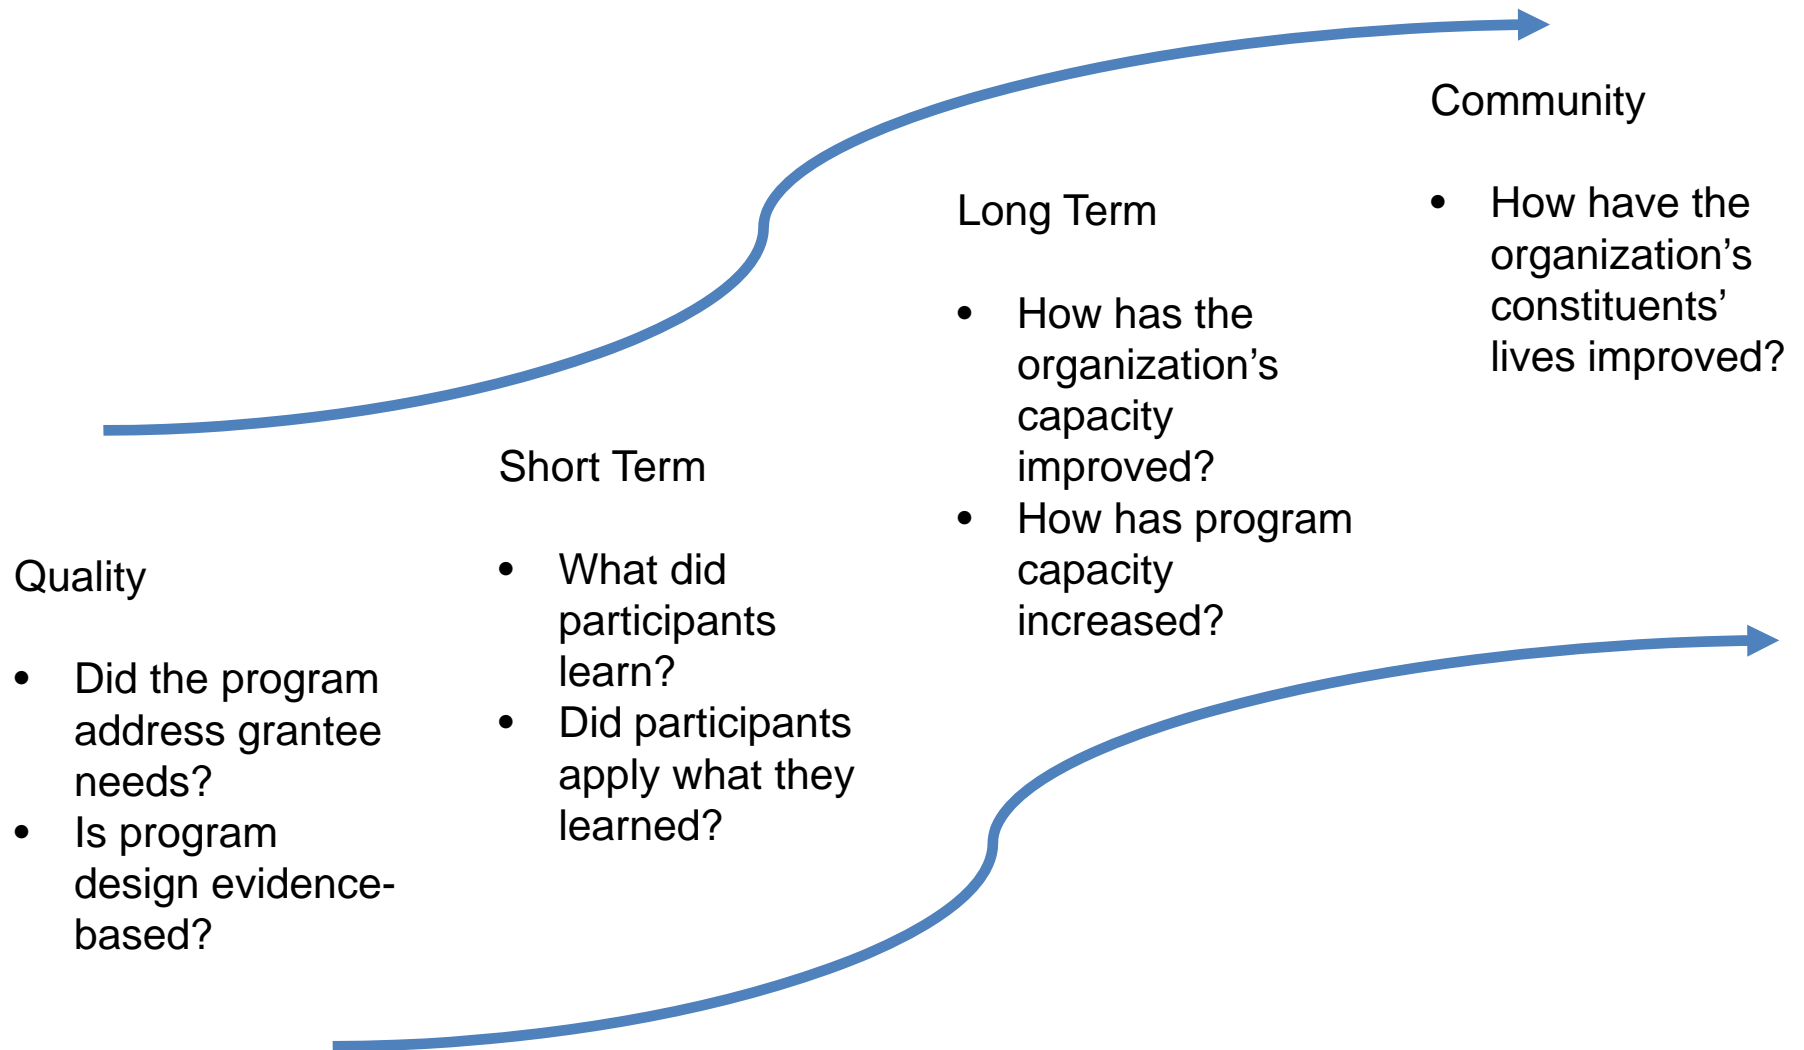 Quality
• Did the program
address grantee
needs?
• Is program
design evidence-
based?
Short Term
• What did
participants
learn?
• Did participants
apply what they
learned?
Long Term
• How has the
organization’s
capacity
improved?
• How has program
capacity
increased?
Community
• How have the
organization’s
constituents’
lives improved?